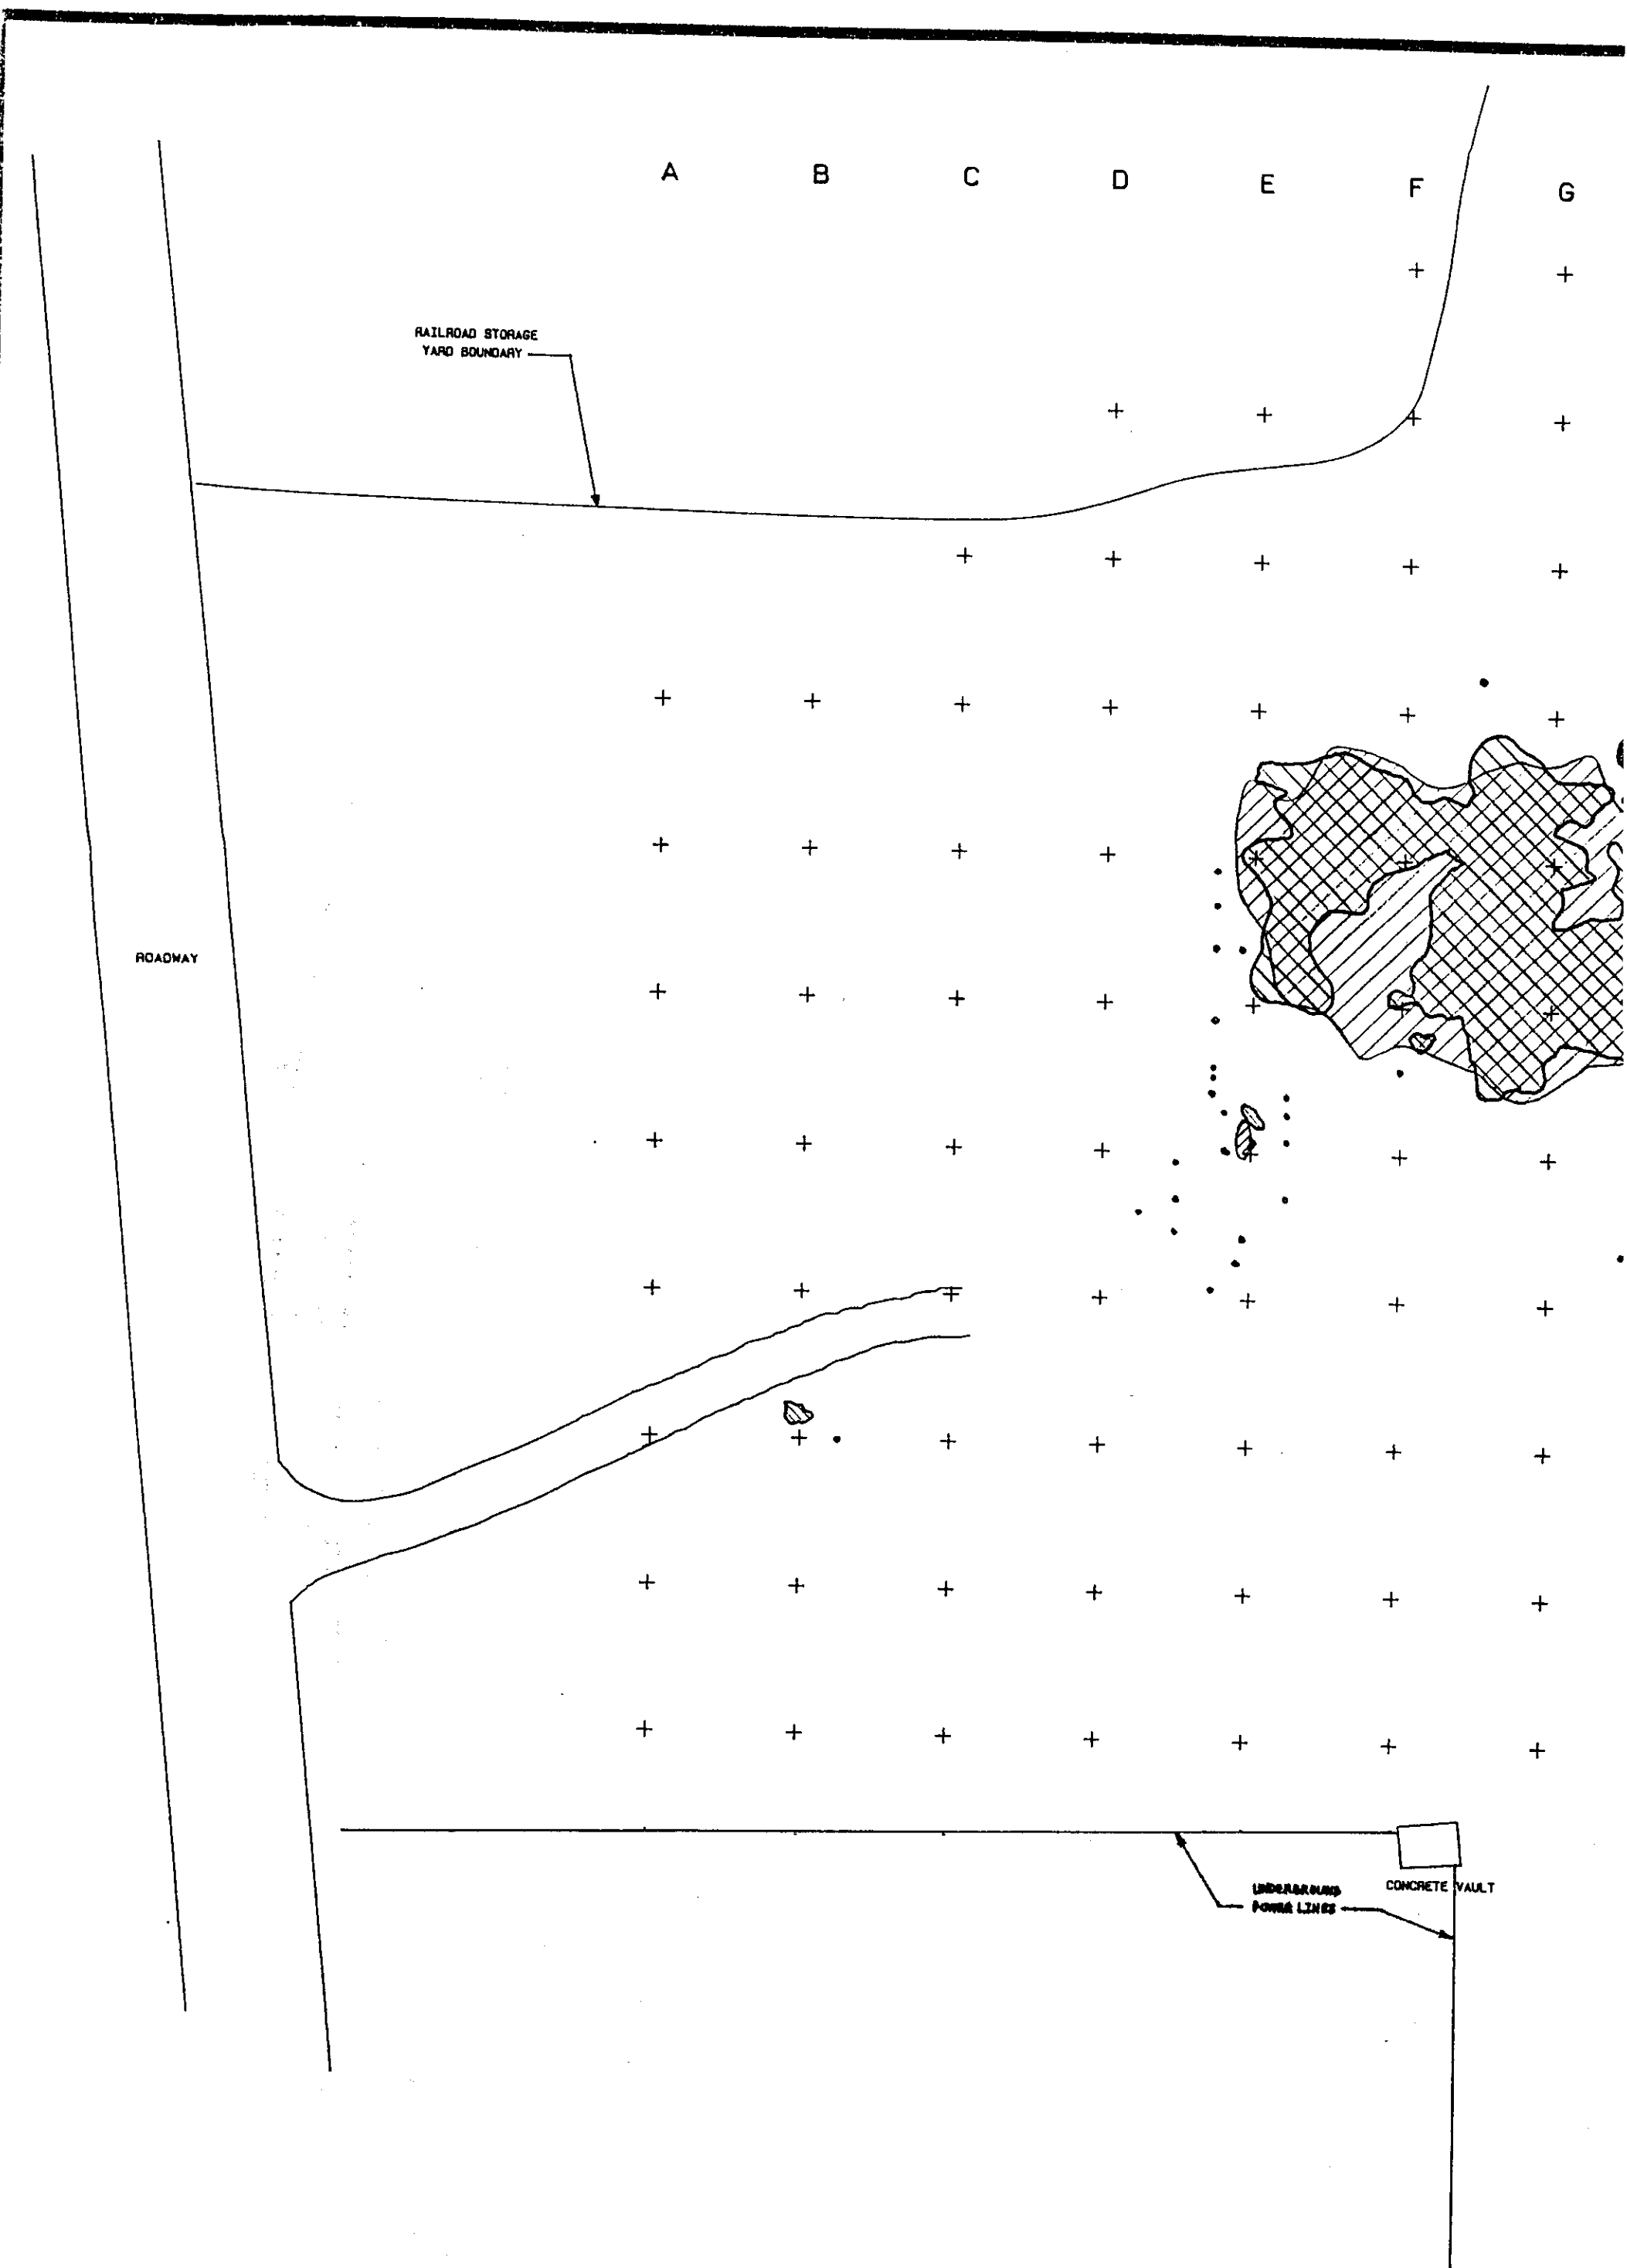 A B C D E F G
RAILROAD STORAGE
YARD BOUNDARY
ROADWAY
UNDERGROUND
POWER LINES
CONCRETE VAULT